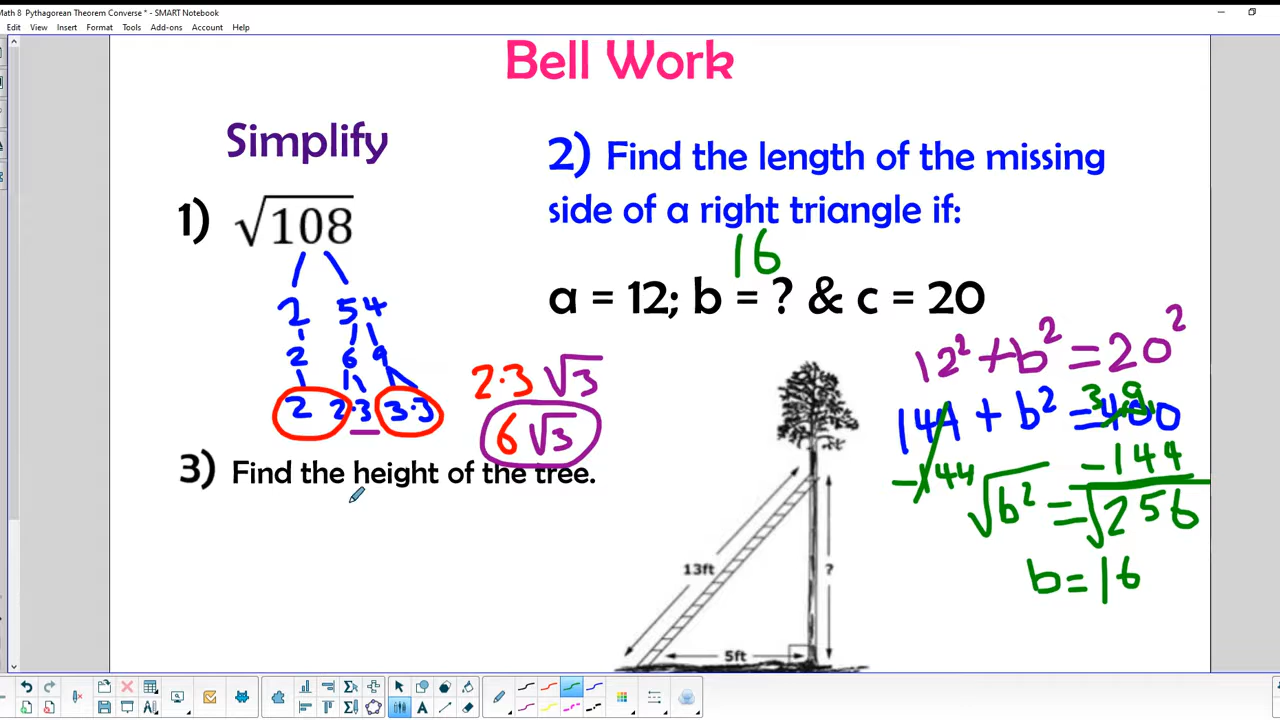 Math 8 Pythagorean Theorem Converse * - SMART Notebook
Edit View Insert Format Tools Add-ons Account Help
Bell Work
Simplify
1) √108
2 54
2 6 9
2 2·3 3·3
2·3 √3
6 √3
2) Find the length of the missing
side of a right triangle if:
16
a = 12; b = ? & c = 20
12² + b² = 20²
3 9
144 + b² = 400
-144 -144
√b² = √256
b = 16
3) Find the height of the tree.
13ft
?
5ft